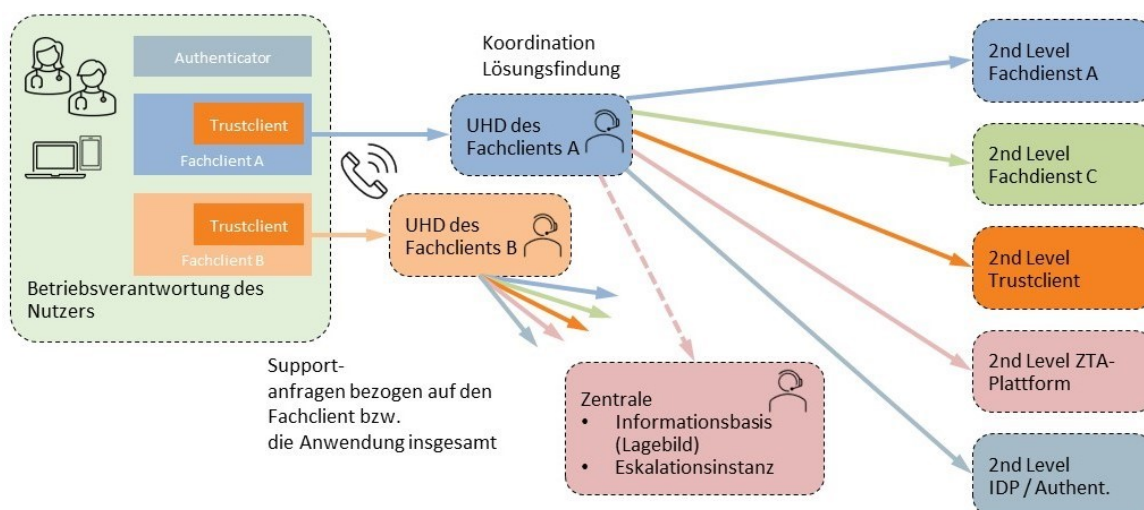 Authenticator
Trustclient
Fachclient A
Trustclient
Fachclient B
Betriebsverantwortung des
Nutzers
Koordination
Lösungsfindung
UHD des
Fachclients A
UHD des
Fachclients B
Support-
anfragen bezogen auf den
Fachclient bzw.
die Anwendung insgesamt
Zentrale
• Informationsbasis
(Lagebild)
• Eskalationsinstanz
2nd Level
Fachdienst A
2nd Level
Fachdienst C
2nd Level
Trustclient
2nd Level ZTA-
Plattform
2nd Level
IDP / Authent.